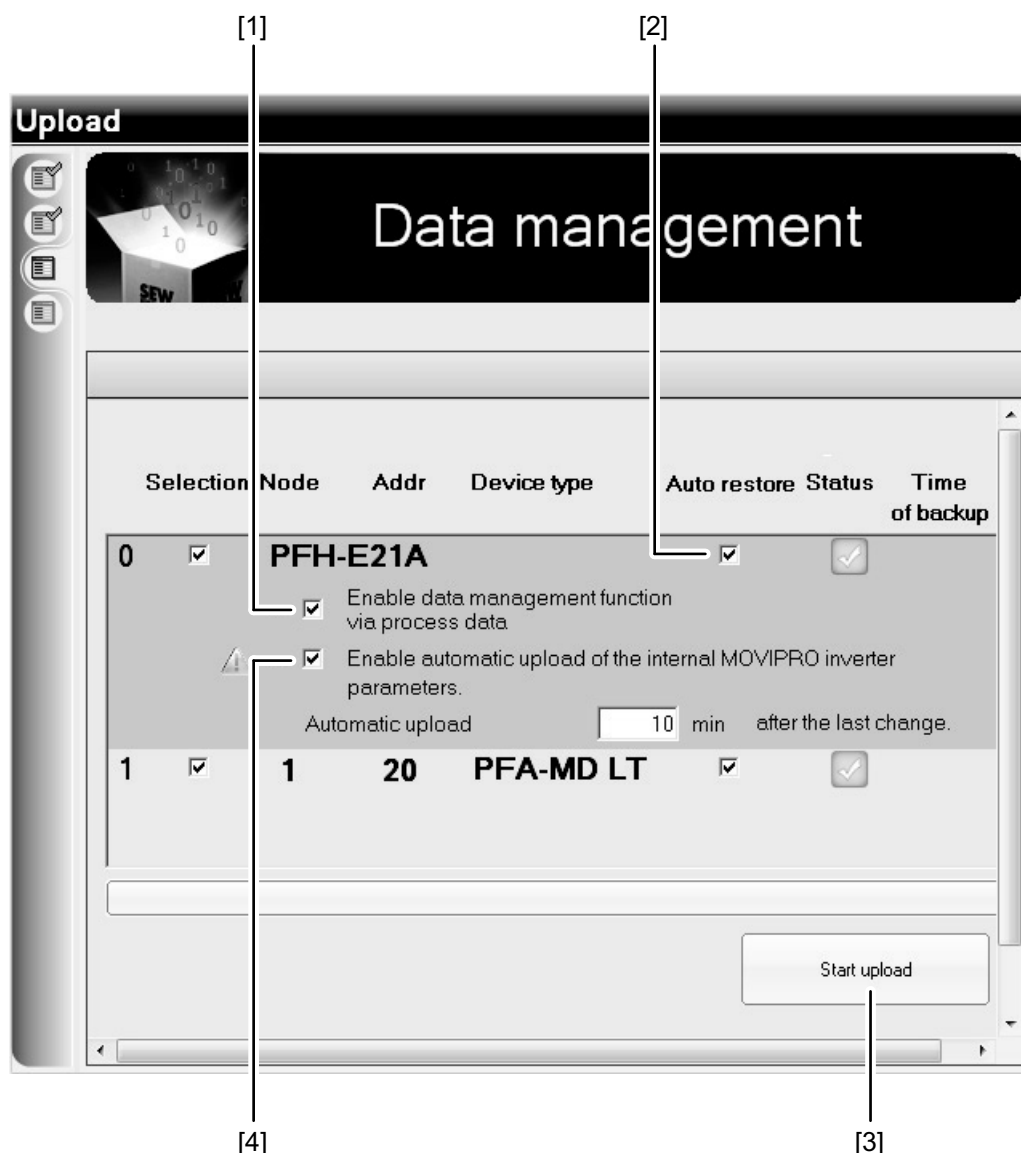 [1] [2]
Upload
Data management
SEW
Selection Node Addr Device type Auto restore Status Time
of backup
0 PFH-E21A
Enable data management function
via process data
Enable automatic upload of the internal MOVIPRO inverter
parameters.
Automatic upload 10 min after the last change.
1 1 20 PFA-MD LT
Start upload
[4] [3]